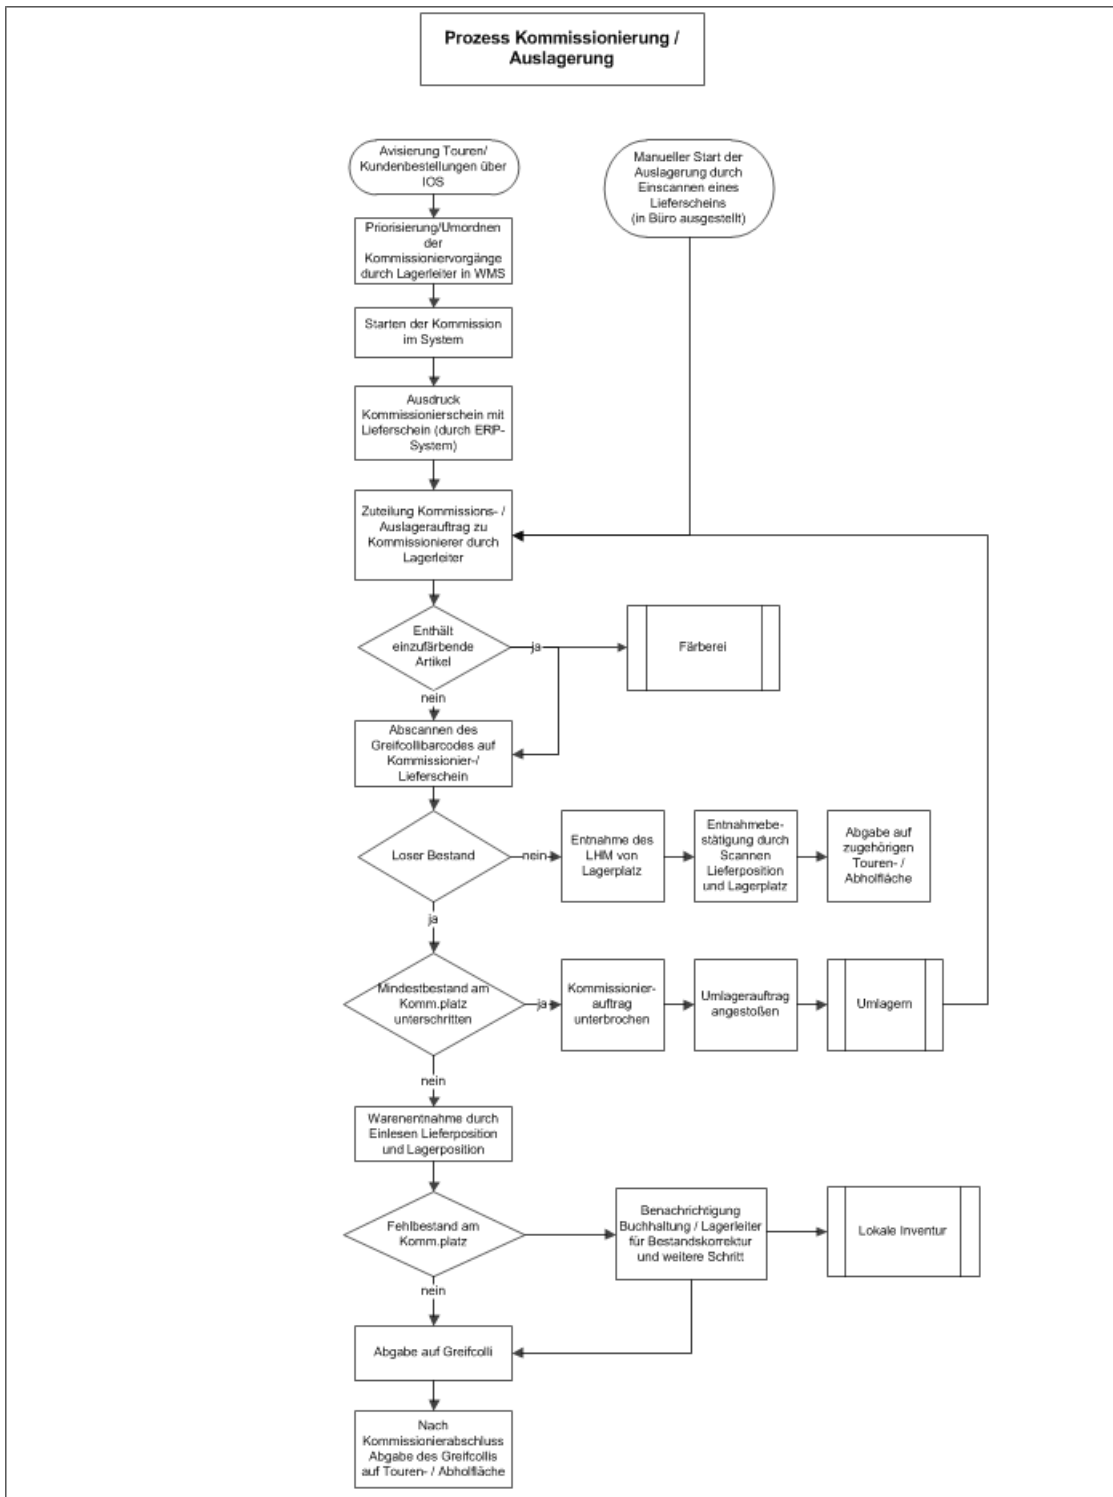 Prozess Kommissionierung /
Auslagerung
Avisierung Touren/
Kundenbestellungen über
IOS
Manueller Start der
Auslagerung durch
Einscannen eines
Lieferscheins
(in Büro ausgestellt)
Priorisierung/Umordnen
der
Kommissioniervorgänge
durch Lagerleiter in WMS
Starten der Kommission
im System
Ausdruck
Kommissionierschein mit
Lieferschein (durch ERP-
System)
Zuteilung Kommissions- /
Auslagerauftrag zu
Kommissionierer durch
Lagerleiter
Enthält
einzufärbende
Artikel
ja
Färberei
nein
Abscannen des
Greifcollibarcodes auf
Kommissionier-/
Lieferschein
Loser Bestand
nein
Entnahme des
LHM von
Lagerplatz
Entnahmebe-
stätigung durch
Scannen
Lieferposition
und Lagerplatz
Abgabe auf
zugehörigen
Touren- /
Abholfläche
ja
Mindestbestand am
Komm.platz
unterschritten
ja
Kommissionier-
auftrag
unterbrochen
Umlagerauftrag
angestoßen
Umlagern
nein
Warenentnahme durch
Einlesen Lieferposition
und Lagerposition
Fehlbestand am
Komm.platz
Benachrichtigung
Buchhaltung / Lagerleiter
für Bestandskorrektur
und weitere Schritt
Lokale Inventur
nein
Abgabe auf Greifcolli
Nach
Kommissionierabschluss
Abgabe des Greifcollis
auf Touren- / Abholfläche